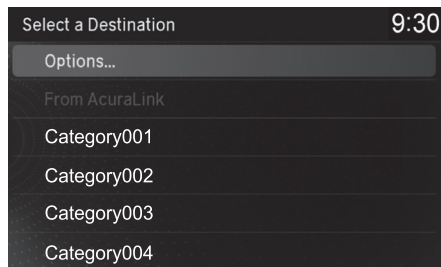 Select a Destination
9:30
Options...
From AcuraLink
Category001
Category002
Category003
Category004